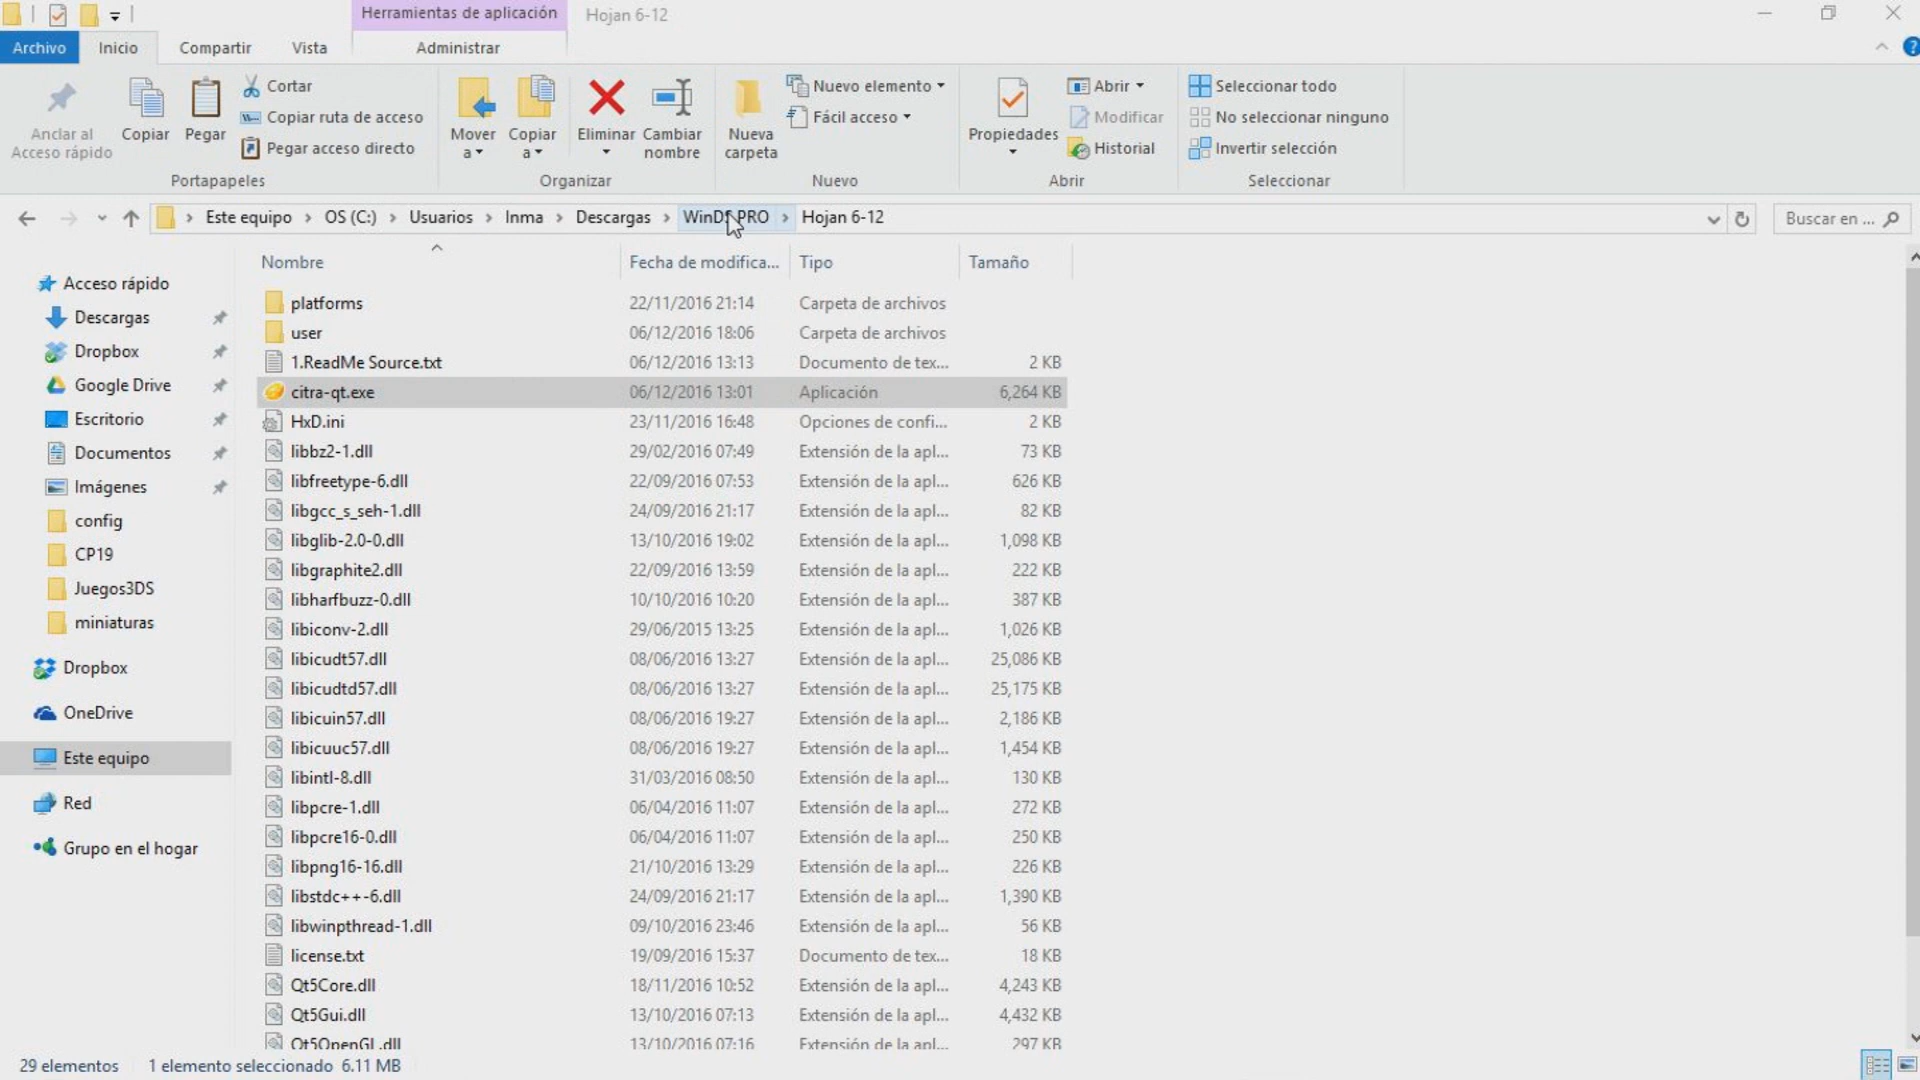 Herramientas de aplicación
Hojan 6-12
Archivo
Inicio
Compartir
Vista
Administrar
Anclar al
Acceso rápido
Copiar
Pegar
Cortar
Copiar ruta de acceso
Pegar acceso directo
Portapapeles
Mover
a
Copiar
a
Eliminar
Cambiar
nombre
Organizar
Nueva
carpeta
Nuevo elemento
Fácil acceso
Nuevo
Propiedades
Abrir
Modificar
Historial
Abrir
Seleccionar todo
No seleccionar ninguno
Invertir selección
Seleccionar
Este equipo > OS (C:) > Usuarios > Inma > Descargas > WinDS PRO > Hojan 6-12
Buscar en ...
Acceso rápido
Descargas
Dropbox
Google Drive
Escritorio
Documentos
Imágenes
config
CP19
Juegos3DS
miniaturas
Dropbox
OneDrive
Este equipo
Red
Grupo en el hogar
Nombre Fecha de modifica... Tipo Tamaño
platforms 22/11/2016 21:14 Carpeta de archivos
user 06/12/2016 18:06 Carpeta de archivos
1.ReadMe Source.txt 06/12/2016 13:13 Documento de tex... 2 KB
citra-qt.exe 06/12/2016 13:01 Aplicación 6,264 KB
HxD.ini 23/11/2016 16:48 Opciones de confi... 2 KB
libbz2-1.dll 29/02/2016 07:49 Extensión de la apl... 73 KB
libfreetype-6.dll 22/09/2016 07:53 Extensión de la apl... 626 KB
libgcc_s_seh-1.dll 24/09/2016 21:17 Extensión de la apl... 82 KB
libglib-2.0-0.dll 13/10/2016 19:02 Extensión de la apl... 1,098 KB
libgraphite2.dll 22/09/2016 13:59 Extensión de la apl... 222 KB
libharfbuzz-0.dll 10/10/2016 10:20 Extensión de la apl... 387 KB
libiconv-2.dll 29/06/2015 13:25 Extensión de la apl... 1,026 KB
libicudt57.dll 08/06/2016 13:27 Extensión de la apl... 25,086 KB
libicudtd57.dll 08/06/2016 13:27 Extensión de la apl... 25,175 KB
libicuin57.dll 08/06/2016 19:27 Extensión de la apl... 2,186 KB
libicuuc57.dll 08/06/2016 19:27 Extensión de la apl... 1,454 KB
libintl-8.dll 31/03/2016 08:50 Extensión de la apl... 130 KB
libpcre-1.dll 06/04/2016 11:07 Extensión de la apl... 272 KB
libpcre16-0.dll 06/04/2016 11:07 Extensión de la apl... 250 KB
libpng16-16.dll 21/10/2016 13:29 Extensión de la apl... 226 KB
libstdc++-6.dll 24/09/2016 21:17 Extensión de la apl... 1,390 KB
libwinpthread-1.dll 09/10/2016 23:46 Extensión de la apl... 56 KB
license.txt 19/09/2016 15:37 Documento de tex... 18 KB
Qt5Core.dll 18/11/2016 10:52 Extensión de la apl... 4,243 KB
Qt5Gui.dll 13/10/2016 07:13 Extensión de la apl... 4,432 KB
Qt5OpenGL.dll 13/10/2016 07:16 Extensión de la apl... 297 KB
29 elementos 1 elemento seleccionado 6.11 MB